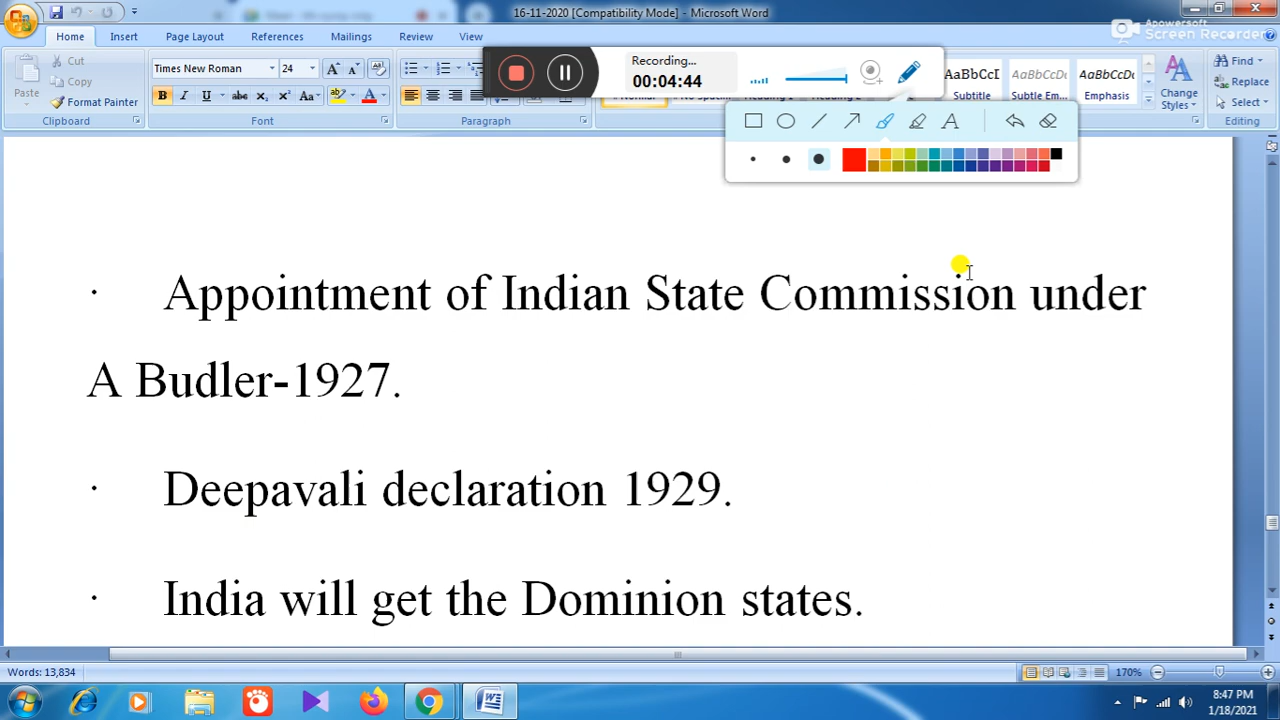 16-11-2020 [Compatibility Mode] - Microsoft Word
Apowersoft
Screen Recorder
Home Insert Page Layout References Mailings Review View
Recording...
00:04:44
Paste
Cut
Copy
Format Painter
Times New Roman 24
AaBbCcI AaBbCcI AaBbCcI
Subtitle Subtle Em... Emphasis
Change Styles
Find
Replace
Select
Clipboard Font Paragraph Editing
· Appointment of Indian State Commission under
A Budler-1927.
· Deepavali declaration 1929.
· India will get the Dominion states.
Words: 13,834
170%
8:47 PM
1/18/2021